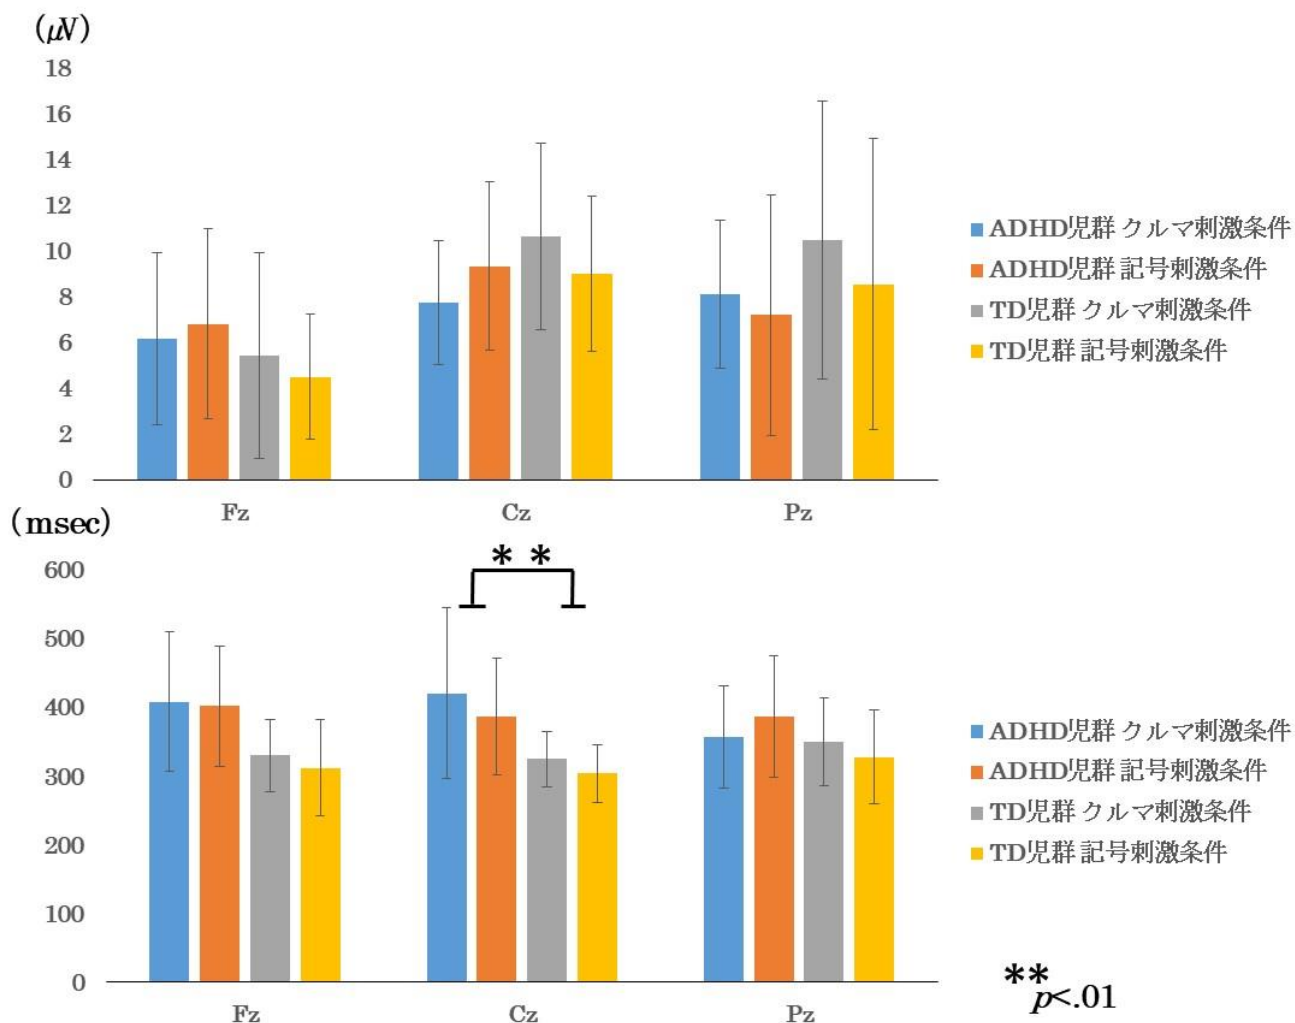 (μV)
18
16
14
12
10
8
6
4
2
0
Fz Cz Pz
ADHD児群 クルマ刺激条件
ADHD児群 記号刺激条件
TD児群 クルマ刺激条件
TD児群 記号刺激条件
(msec)
600
500
400
300
200
100
0
**
Fz Cz Pz
ADHD児群 クルマ刺激条件
ADHD児群 記号刺激条件
TD児群 クルマ刺激条件
TD児群 記号刺激条件
**p<.01